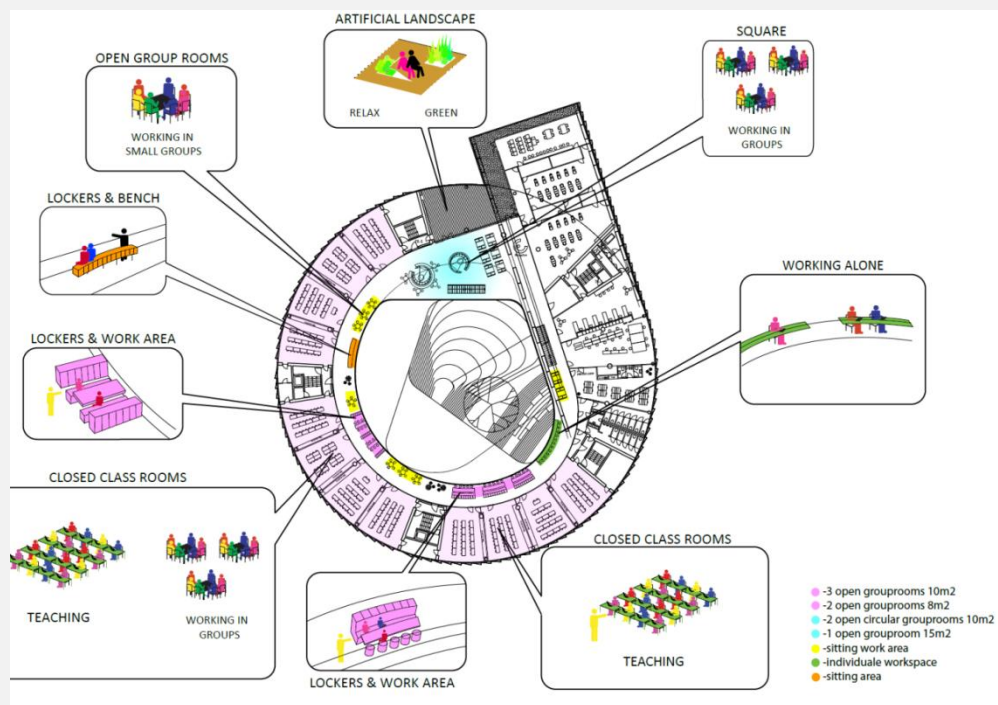 ARTIFICIAL LANDSCAPE
RELAX GREEN
SQUARE
WORKING IN
GROUPS
OPEN GROUP ROOMS
WORKING IN
SMALL GROUPS
LOCKERS & BENCH
WORKING ALONE
LOCKERS & WORK AREA
CLOSED CLASS ROOMS
TEACHING
WORKING IN
GROUPS
LOCKERS & WORK AREA
CLOSED CLASS ROOMS
TEACHING
-3 open grouprooms 10m2
-2 open grouprooms 8m2
-2 open circular grouprooms 10m2
-1 open grouproom 15m2
-sitting work area
-individuale workspace
-sitting area